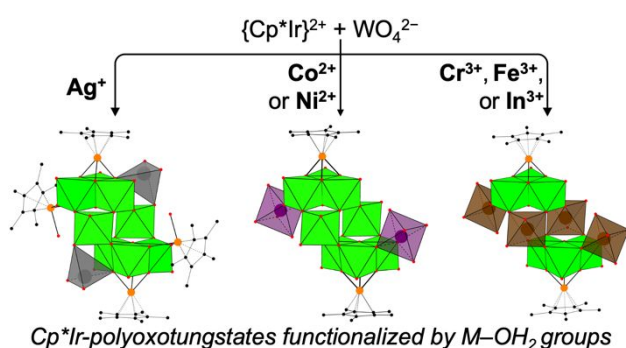 {Cp*Ir}²⁺ + WO₄²⁻
Ag⁺
Co²⁺
or Ni²⁺
Cr³⁺, Fe³⁺,
or In³⁺
Cp*Ir-polyoxotungstates functionalized by M–OH₂ groups